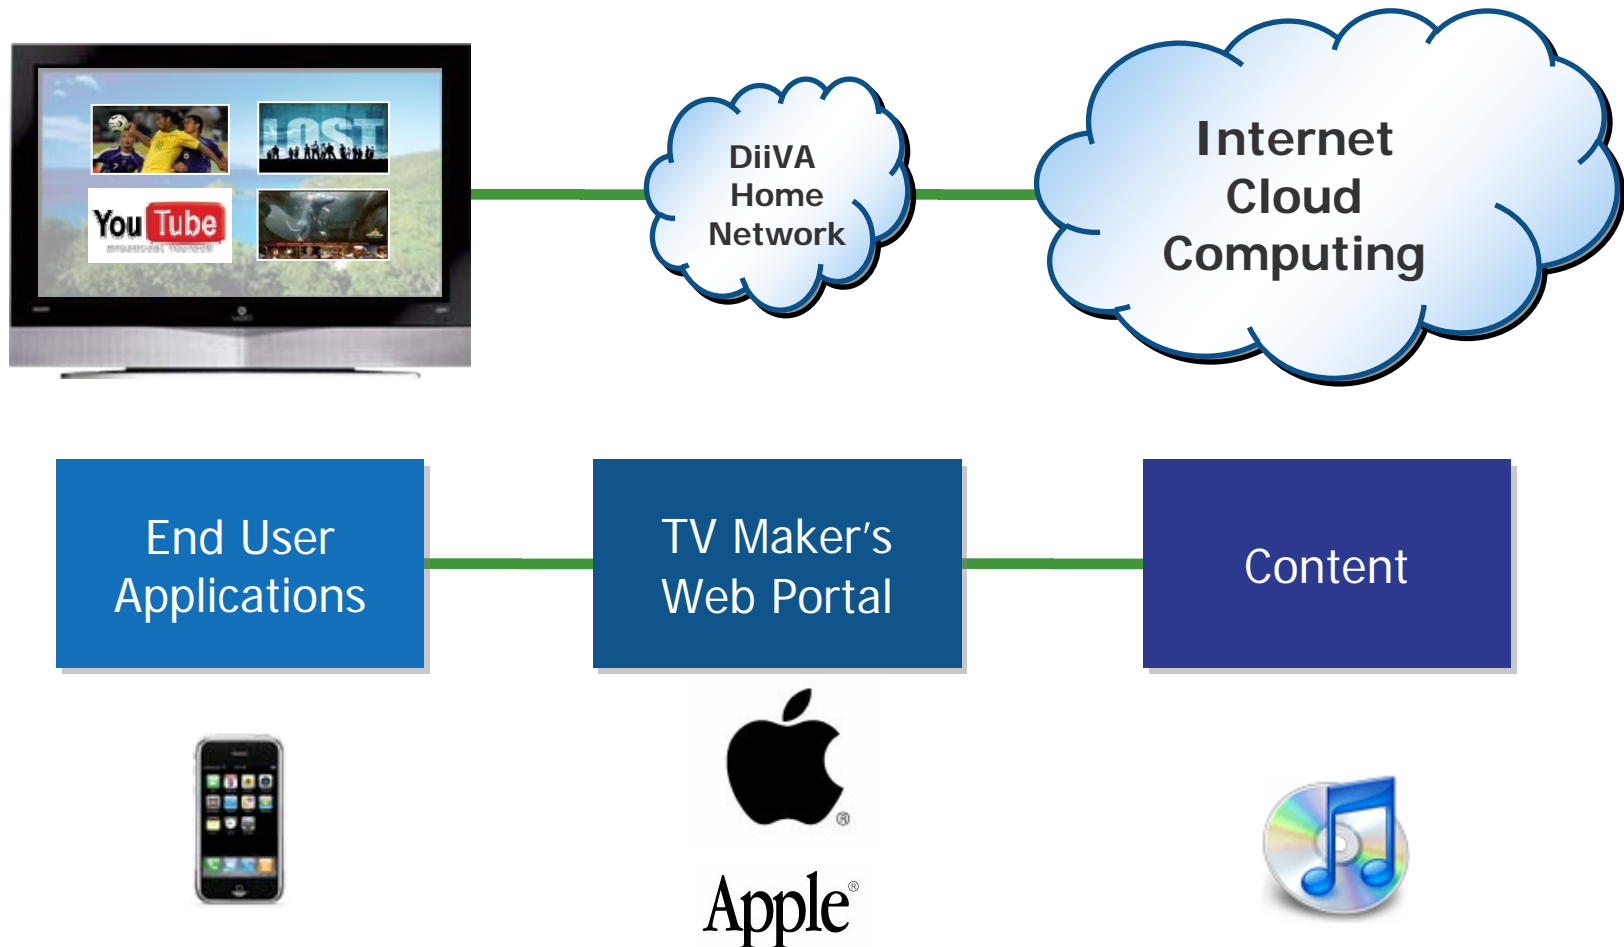 LOST
You Tube
DiiVA
Home
Network
Internet
Cloud
Computing
End User
Applications
TV Maker's
Web Portal
Content
®
Apple®